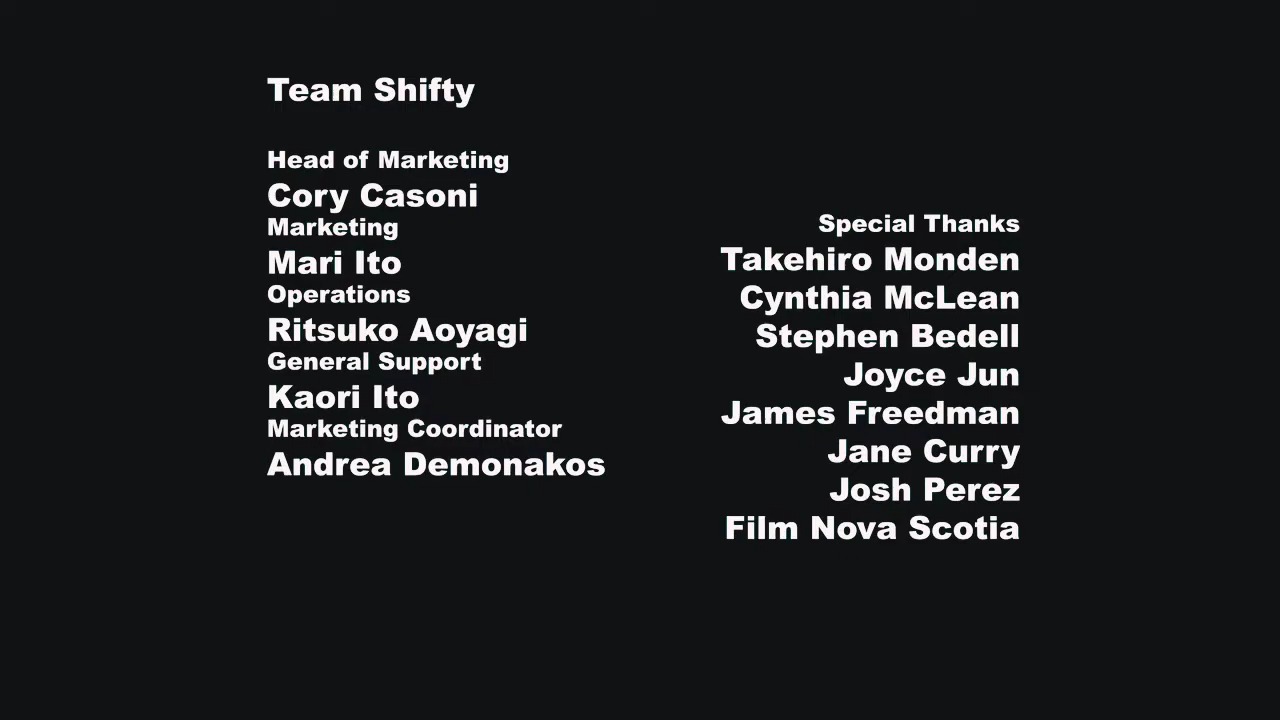 Team Shifty
Head of Marketing
Cory Casoni
Marketing
Mari Ito
Operations
Ritsuko Aoyagi
General Support
Kaori Ito
Marketing Coordinator
Andrea Demonakos
Special Thanks
Takehiro Monden
Cynthia McLean
Stephen Bedell
Joyce Jun
James Freedman
Jane Curry
Josh Perez
Film Nova Scotia